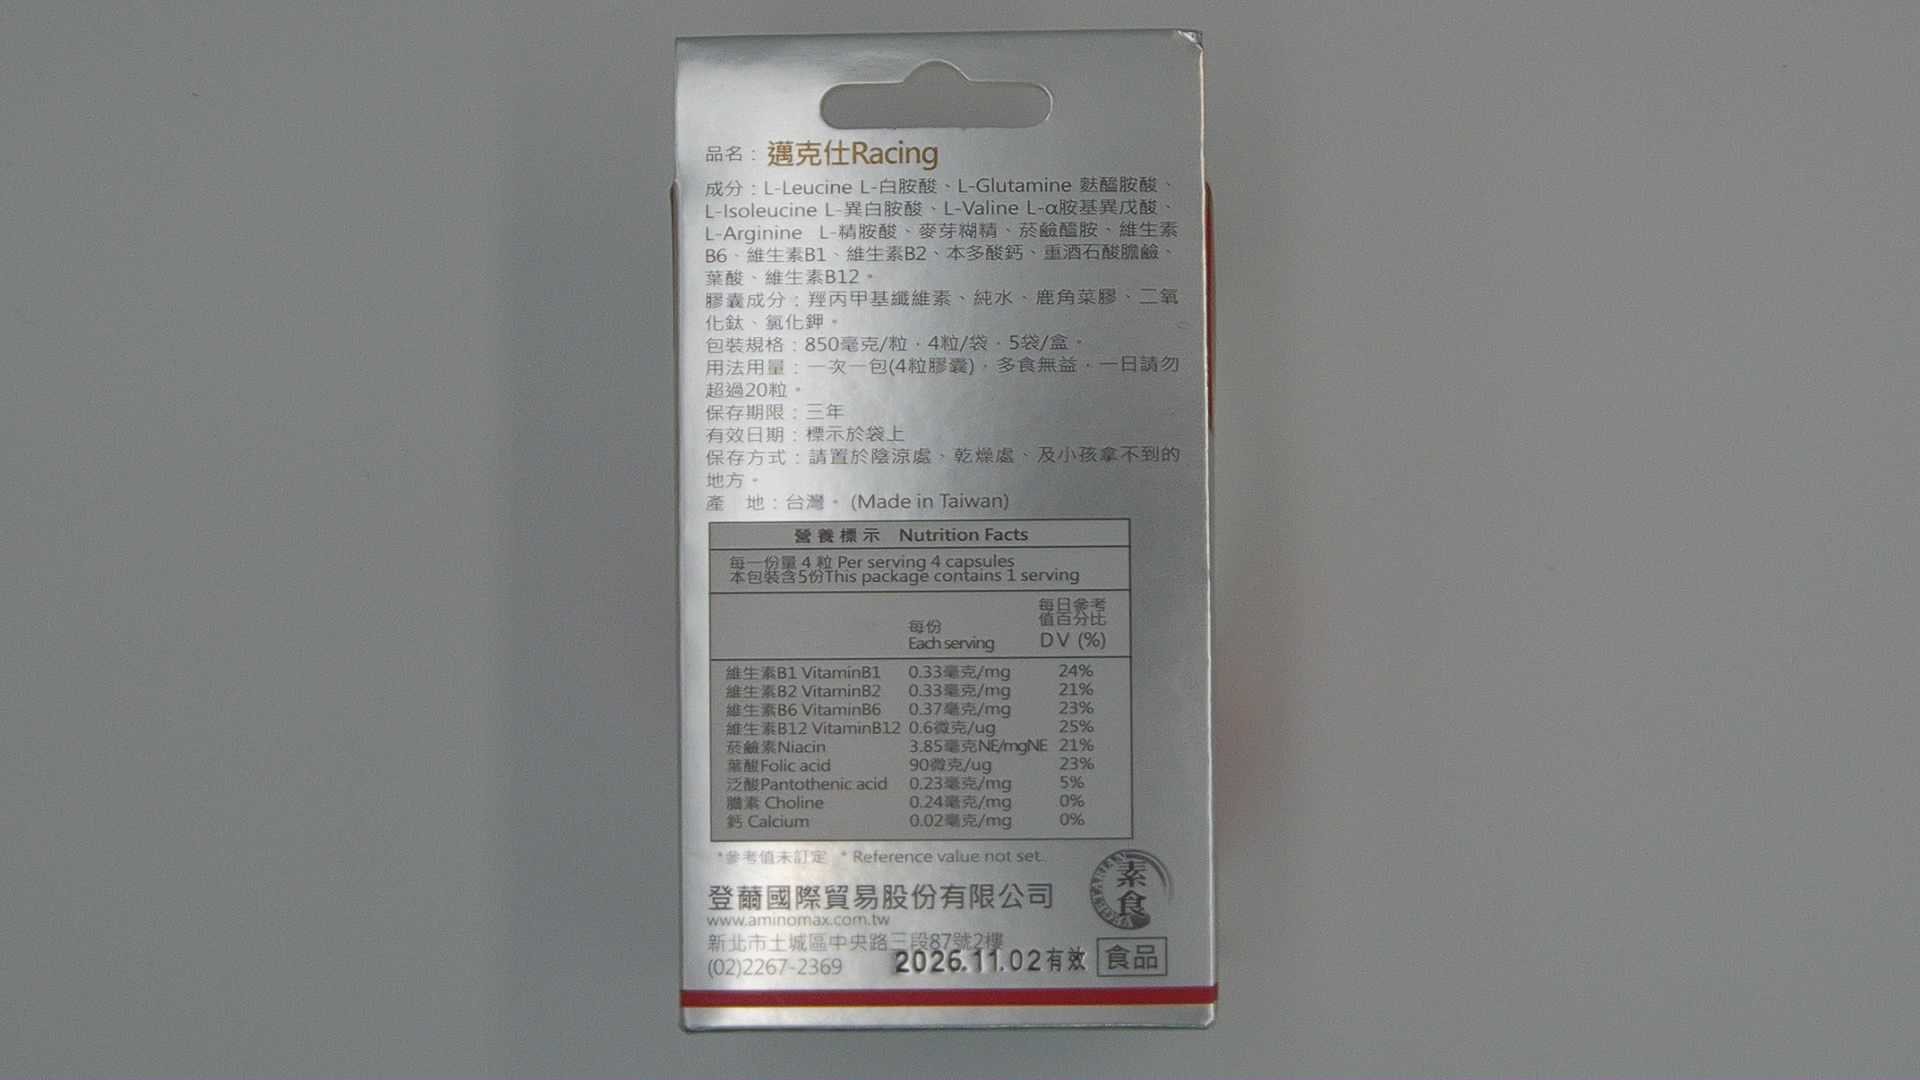 品名：邁克仕Racing
成分：L-Leucine L-白胺酸、L-Glutamine 麩醯胺酸、
L-Isoleucine L-異白胺酸、L-Valine L-α胺基異戊酸、
L-Arginine L-精胺酸、麥芽糊精、菸鹼醯胺、維生素
B6、維生素B1、維生素B2、本多酸鈣、重酒石酸膽鹼、
葉酸、維生素B12。
膠囊成分：羥丙甲基纖維素、純水、鹿角菜膠、二氧
化鈦、氯化鉀。
包裝規格：850毫克/粒．4粒/袋．5袋/盒。
用法用量：一次一包(4粒膠囊)，多食無益，一日請勿
超過20粒。
保存期限：三年
有效日期：標示於袋上
保存方式：請置於陰涼處、乾燥處、及小孩拿不到的
地方。
產 地：台灣。(Made in Taiwan)
營養標示 Nutrition Facts
每一份量 4 粒 Per serving 4 capsules
本包裝含5份This package contains 1 serving
每份
Each serving
每日參考
值百分比
DV (%)
維生素B1 VitaminB1 0.33毫克/mg 24%
維生素B2 VitaminB2 0.33毫克/mg 21%
維生素B6 VitaminB6 0.37毫克/mg 23%
維生素B12 VitaminB12 0.6微克/ug 25%
菸鹼素Niacin 3.85毫克NE/mgNE 21%
葉酸Folic acid 90微克/ug 23%
泛酸Pantothenic acid 0.23毫克/mg 5%
膽素 Choline 0.24毫克/mg 0%
鈣 Calcium 0.02毫克/mg 0%
*參考值未訂定 * Reference value not set.
登薾國際貿易股份有限公司
www.aminomax.com.tw
新北市土城區中央路三段87號2樓
(02)2267-2369
2026.11.02有效
素食
食品